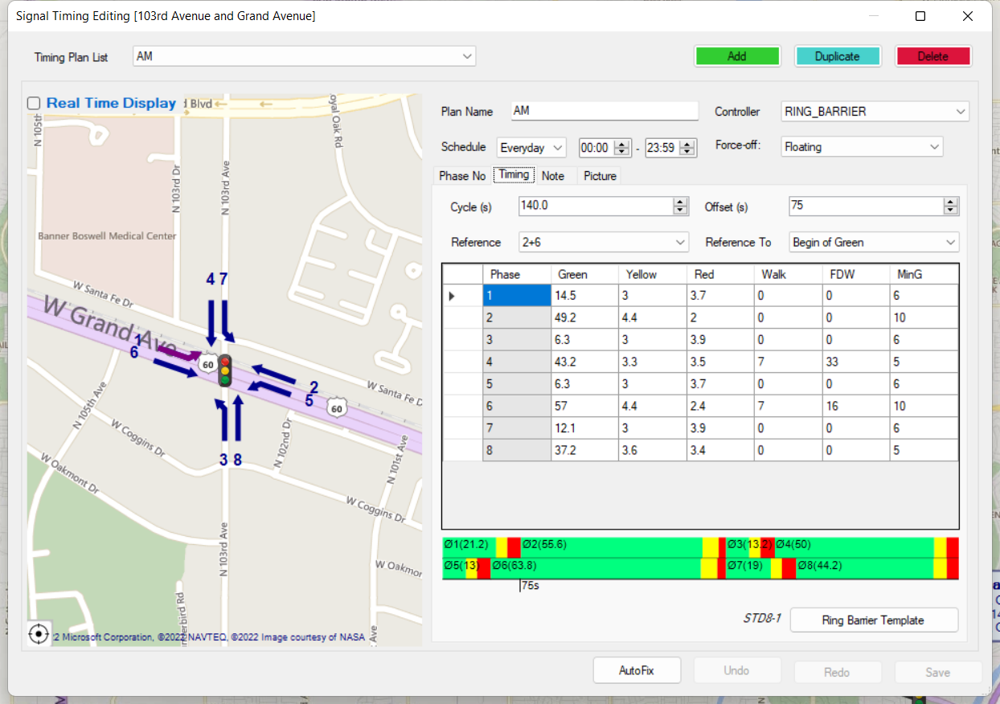 Signal Timing Editing [103rd Avenue and Grand Avenue]
Timing Plan List AM Add Duplicate Delete
Real Time Display Blvd
Plan Name AM Controller RING_BARRIER
Schedule Everyday 00:00 - 23:59 Force-off: Floating
Phase No Timing Note Picture
Cycle (s) 140.0 Offset (s) 75
Reference 2+6 Reference To Begin of Green
Phase Green Yellow Red Walk FDW MinG
1 14.5 3 3.7 0 0 6
2 49.2 4.4 2 0 0 10
3 6.3 3 3.9 0 0 6
4 43.2 3.3 3.5 7 33 5
5 6.3 3 3.7 0 0 6
6 57 4.4 2.4 7 16 10
7 12.1 3 3.9 0 0 6
8 37.2 3.6 3.4 0 0 5
Ø1(21.2) Ø2(55.6) Ø3(13.2) Ø4(50)
Ø5(13) Ø6(63.8) Ø7(19) Ø8(44.2)
75s
STD8-1 Ring Barrier Template
AutoFix Undo Redo Save
N 105th
N 103rd Dr
N 103rd Ave
oyal Oak Rd
Banner Boswell Medical Center
W Santa Fe Dr
W Grand Ave
4 7
1
6
60
2
5
60
3 8
W Santa Fe D
N 105th Ave
W Coggins Dr
N 102nd Dr
N 101st Ave
W Oakmont Dr
W Coggins Dr
N 103rd Ave
W Oakmon
erbird Rd
Ave
2 Microsoft Corporation, ©2022 NAVTEQ, ©2022 Image courtesy of NASA